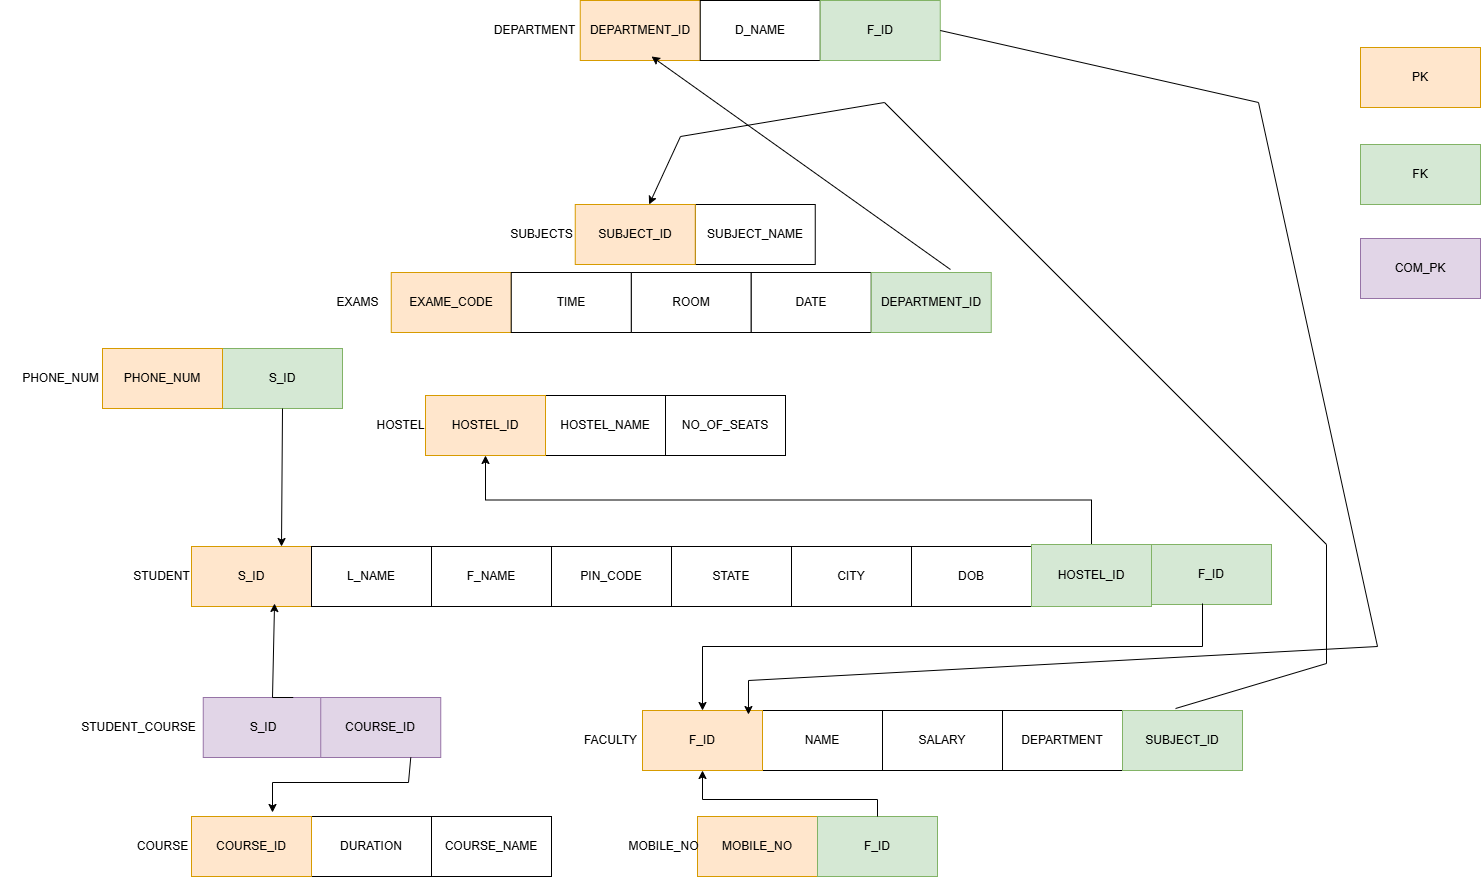 DEPARTMENT DEPARTMENT_ID D_NAME F_ID
PK
FK
SUBJECTS SUBJECT_ID SUBJECT_NAME
COM_PK
EXAMS EXAME_CODE TIME ROOM DATE DEPARTMENT_ID
PHONE_NUM PHONE_NUM S_ID
HOSTEL HOSTEL_ID HOSTEL_NAME NO_OF_SEATS
STUDENT S_ID L_NAME F_NAME PIN_CODE STATE CITY DOB HOSTEL_ID F_ID
STUDENT_COURSE S_ID COURSE_ID
FACULTY F_ID NAME SALARY DEPARTMENT SUBJECT_ID
COURSE COURSE_ID DURATION COURSE_NAME
MOBILE_NO MOBILE_NO F_ID